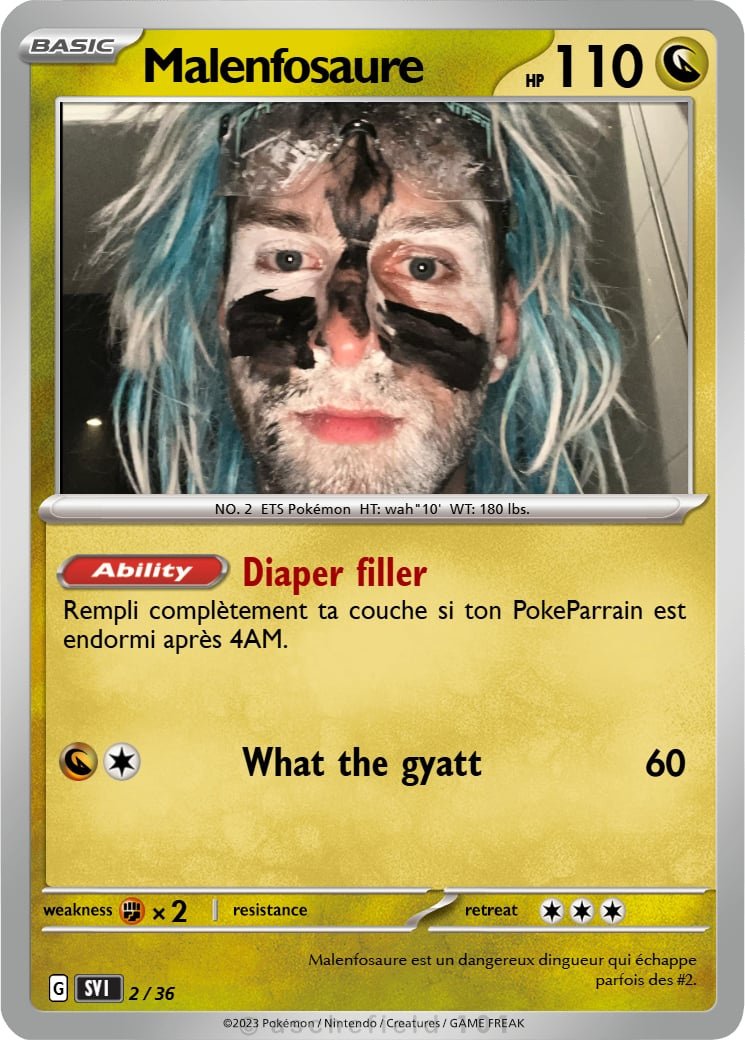 BASIC
Malenfosaure
HP 110
NO. 2 ETS Pokémon HT: wah"10' WT: 180 lbs.
Ability Diaper filler
Rempli complètement ta couche si ton PokeParrain est
endormi après 4AM.
What the gyatt 60
weakness × 2 resistance retreat
Malenfosaure est un dangereux dingueur qui échappe
parfois des #2.
G SVI 2 / 36
©2023 Pokémon / Nintendo / Creatures / GAME FREAK